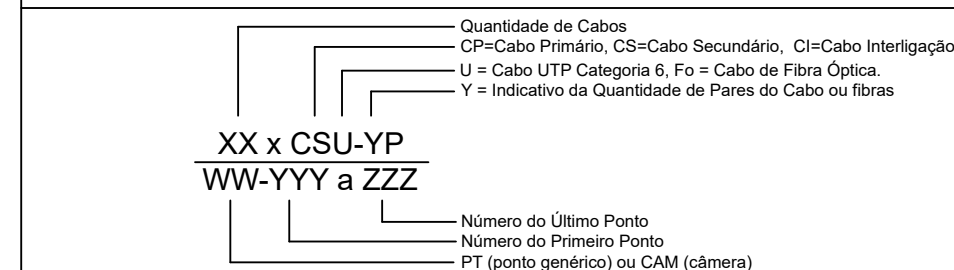 Quantidade de Cabos
CP=Cabo Primário, CS=Cabo Secundário, CI=Cabo Interligação
U = Cabo UTP Categoria 6, Fo = Cabo de Fibra Óptica.
Y = Indicativo da Quantidade de Pares do Cabo ou fibras
XX x CSU-YP
WW-YYY a ZZZ
Número do Último Ponto
Número do Primeiro Ponto
PT (ponto genérico) ou CAM (câmera)